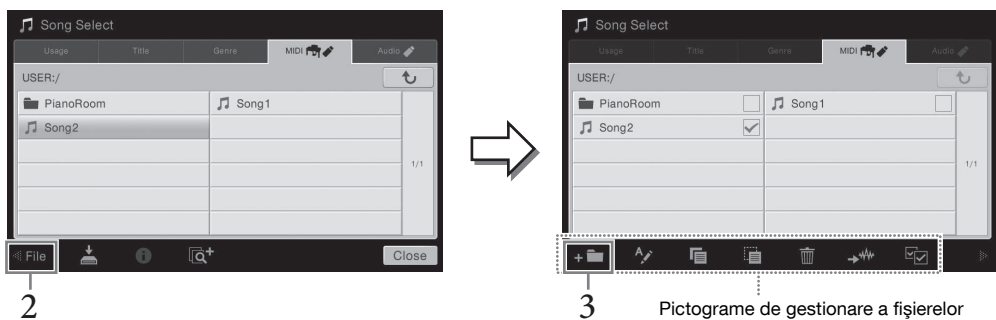 Song Select
Usage Title Genre MIDI Audio
USER:/
PianoRoom Song1
Song2
1/1
File Close
2
Song Select
Usage Title Genre MIDI Audio
USER:/
PianoRoom Song1
Song2
1/1
3
Pictograme de gestionare a fișierelor